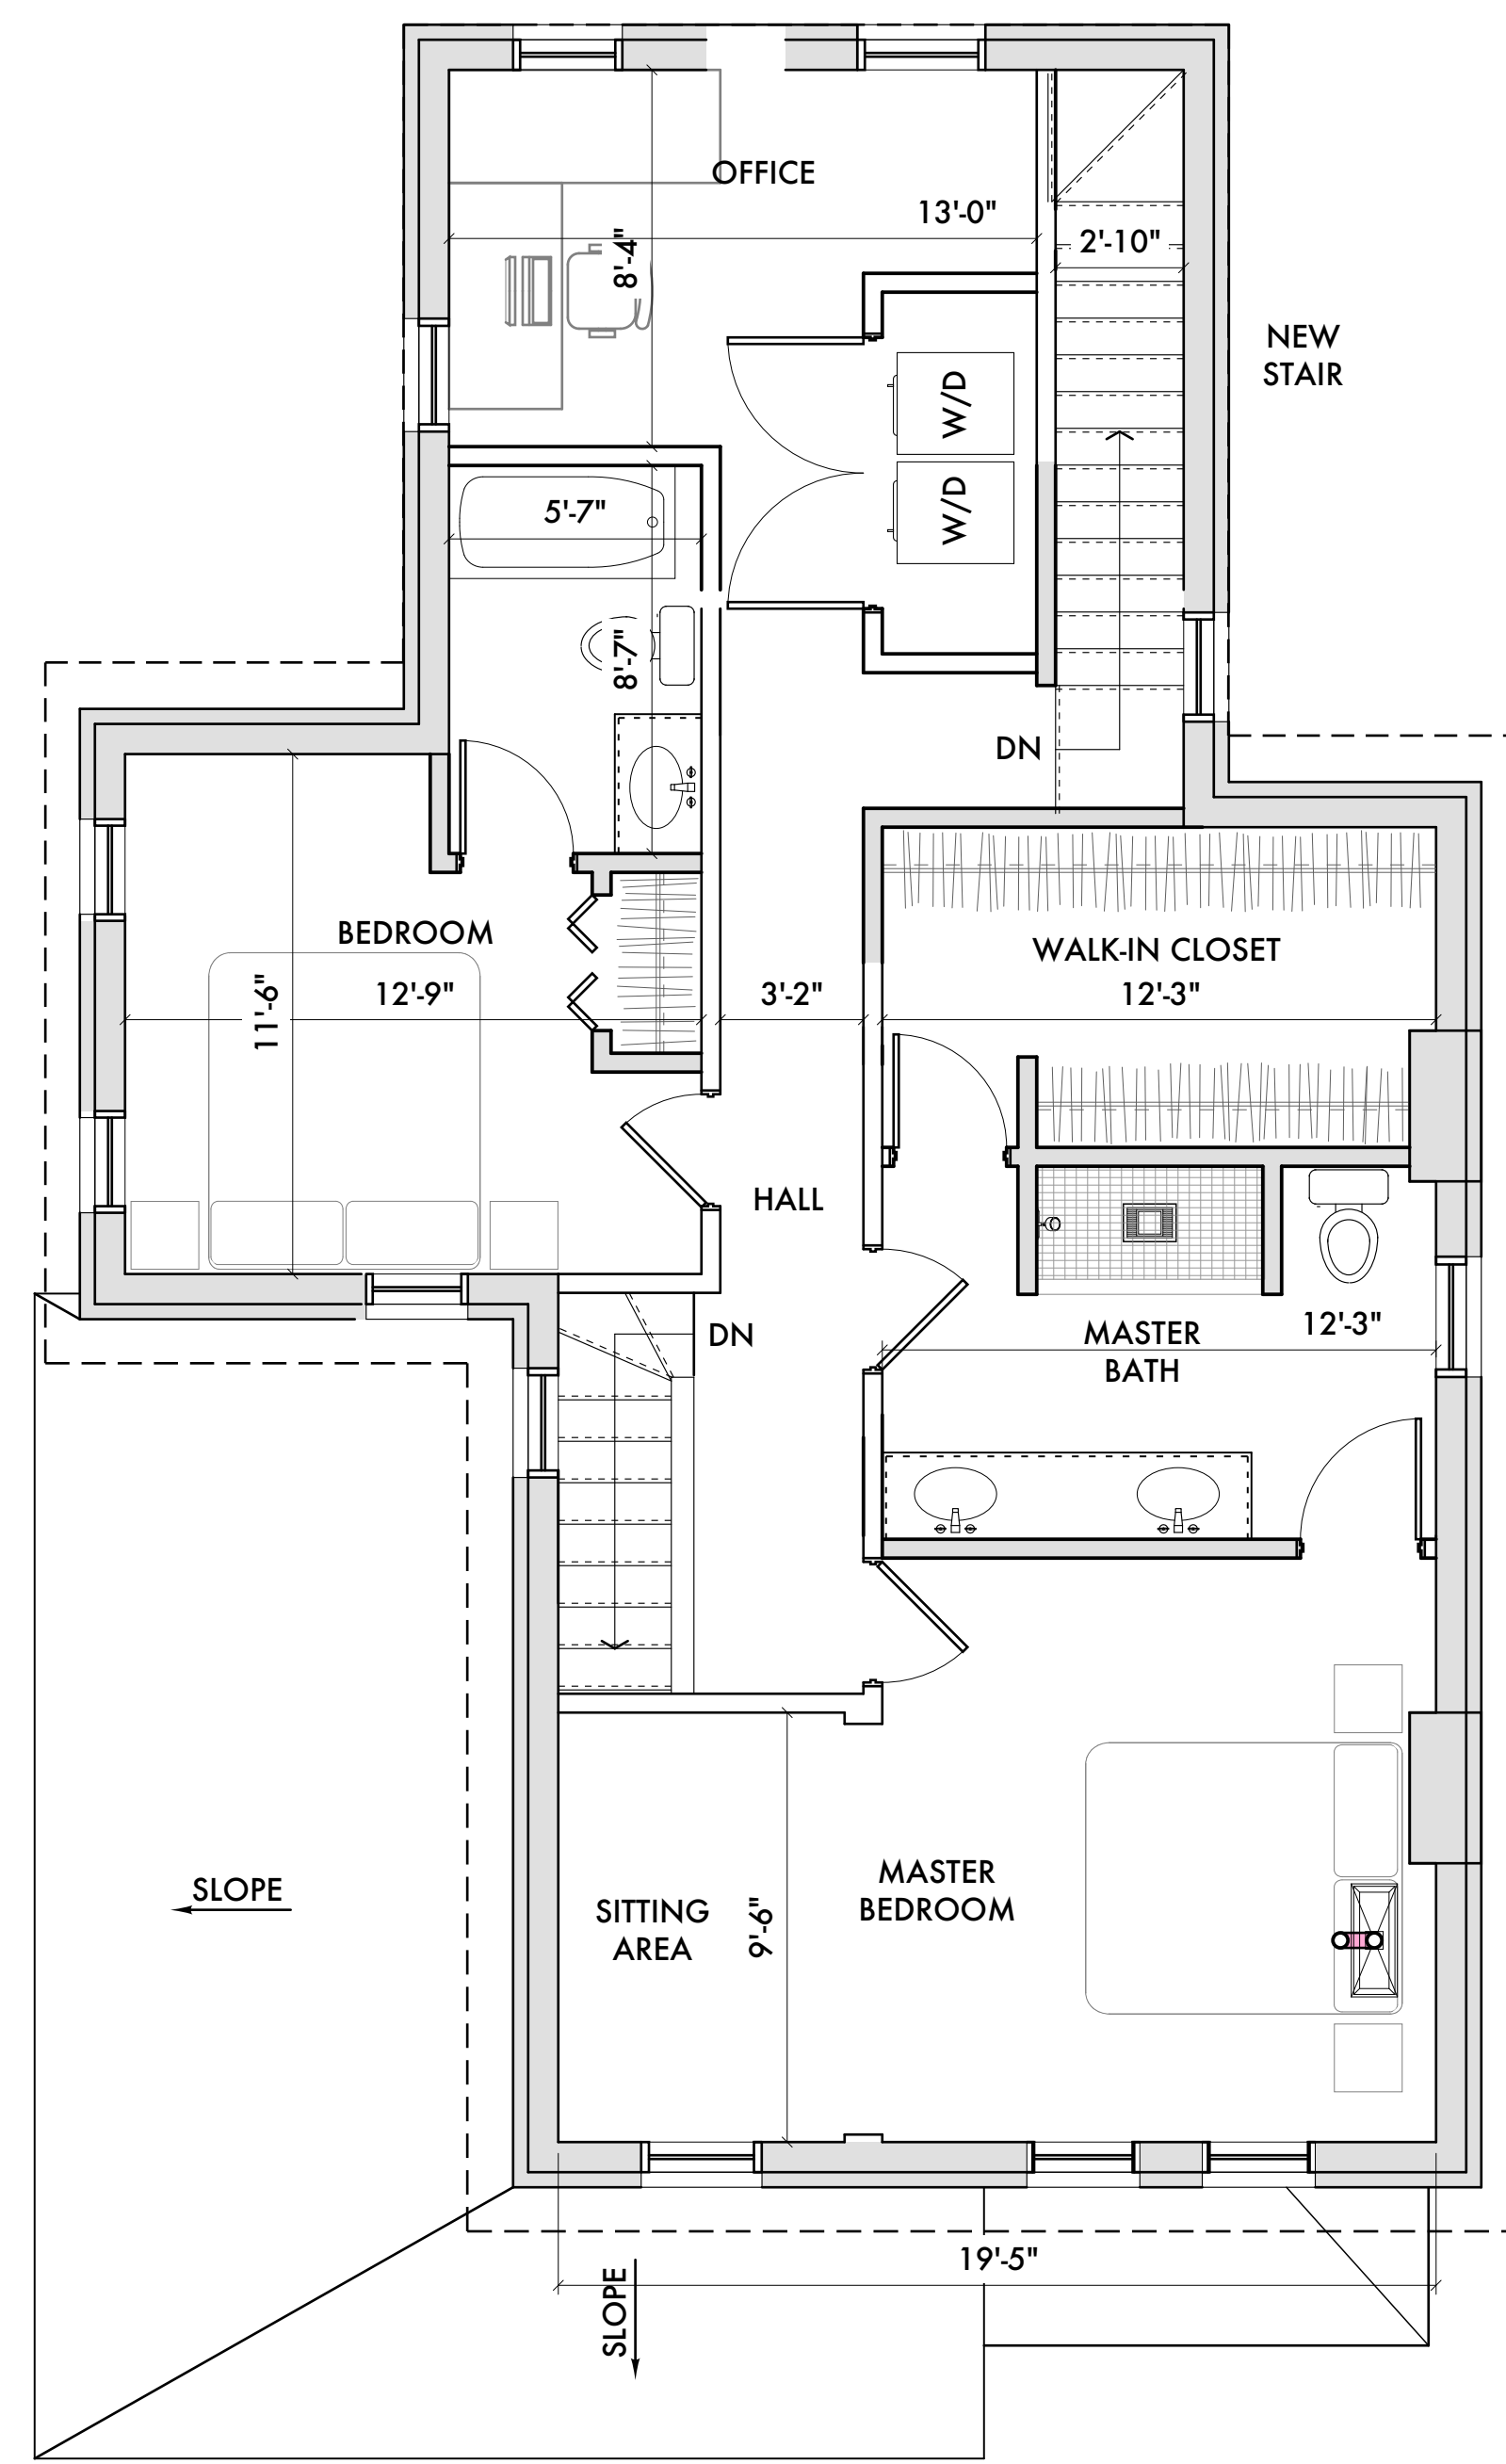 OFFICE
13'-0"
2'-10"
8'-4"
NEW
STAIR
W/D
5'-7"
W/D
8'-7"
DN
BEDROOM
WALK-IN CLOSET
11'-6"
12'-9"
3'-2"
12'-3"
HALL
12'-3"
DN
MASTER
BATH
SLOPE
SITTING
AREA
9'-6"
MASTER
BEDROOM
19'-5"
SLOPE